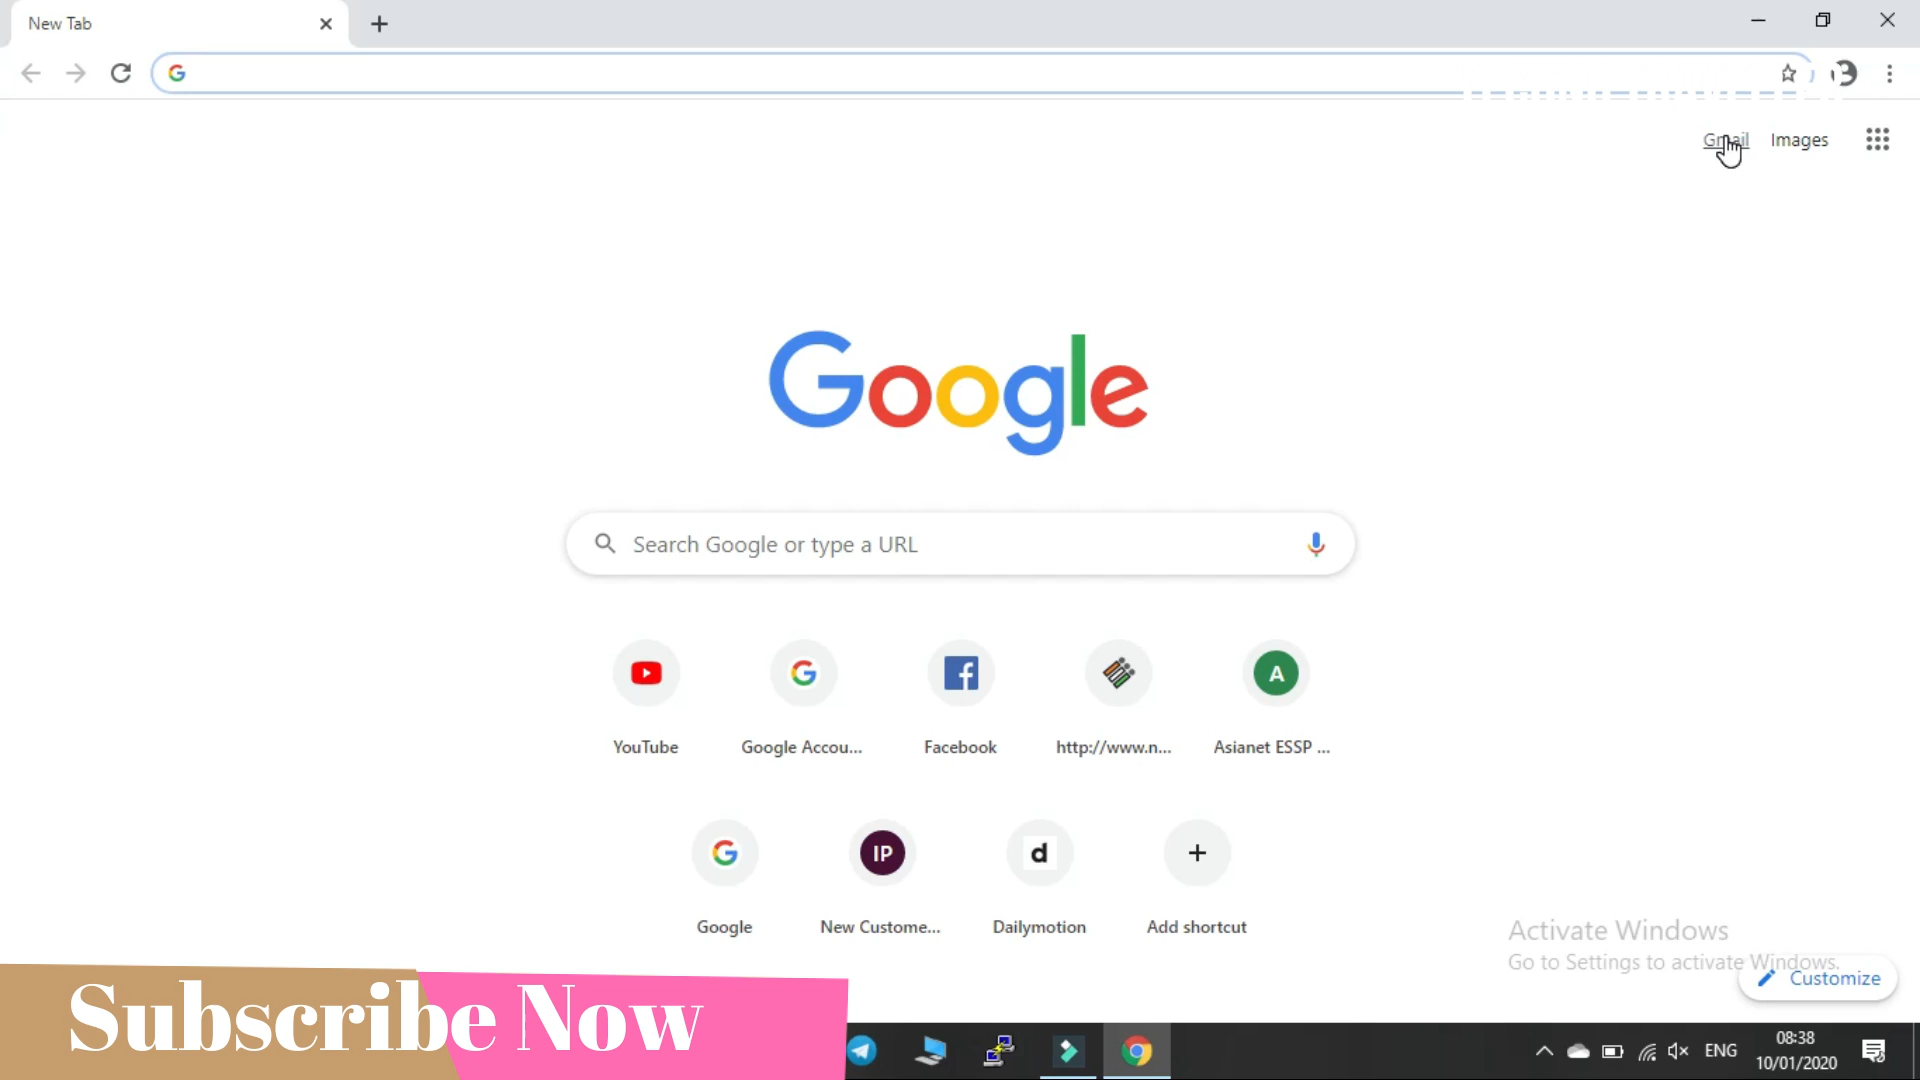 New Tab
Gmail Images
Google
Search Google or type a URL
YouTube
Google Accou...
Facebook
http://www.n...
A
Asianet ESSP ...
Google
IP
New Custome...
d
Dailymotion
Add shortcut
Activate Windows
Go to Settings to activate Windows.
Customize
Subscribe Now
ENG
08:38
10/01/2020